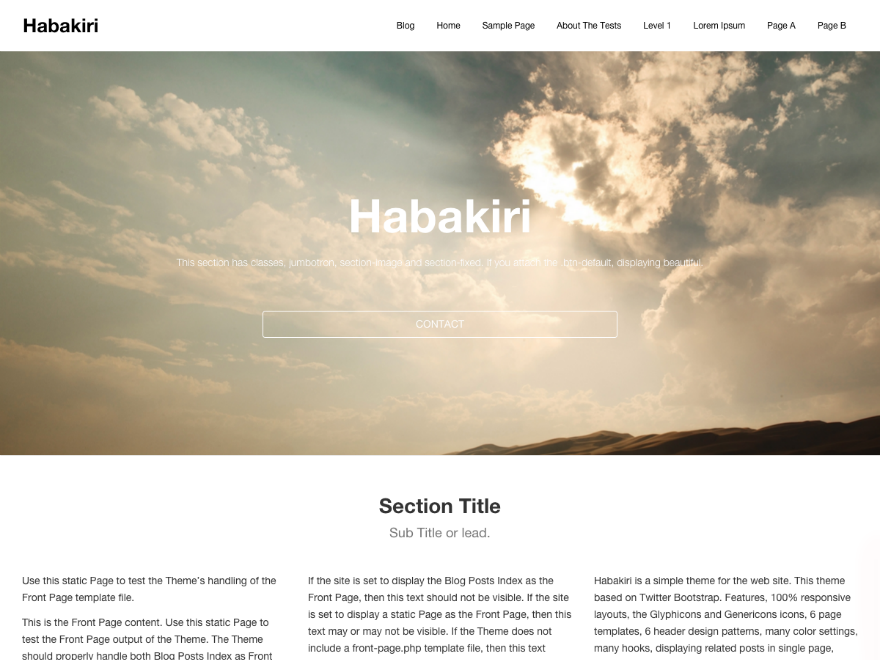 Habakiri
Blog Home Sample Page About The Tests Level 1 Lorem Ipsum Page A Page B
Habakiri
This section has classes, jumbotron, section-image and section-fixed. If you attach the .btn-default, displaying beautiful.
CONTACT
Section Title
Sub Title or lead.
Use this static Page to test the Theme's handling of the
Front Page template file.
This is the Front Page content. Use this static Page to
test the Front Page output of the Theme. The Theme
should properly handle both Blog Posts Index as Front
If the site is set to display the Blog Posts Index as the
Front Page, then this text should not be visible. If the site
is set to display a static Page as the Front Page, then this
text may or may not be visible. If the Theme does not
include a front-page.php template file, then this text
Habakiri is a simple theme for the web site. This theme
based on Twitter Bootstrap. Features, 100% responsive
layouts, the Glyphicons and Genericons icons, 6 page
templates, 6 header design patterns, many color settings,
many hooks, displaying related posts in single page,